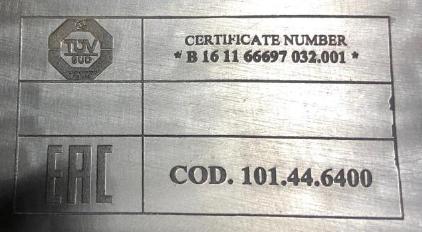 TÜV
SÜD
CERTIFICATE NUMBER
* B 16 11 66697 032.001 *
EAC
COD. 101.44.6400